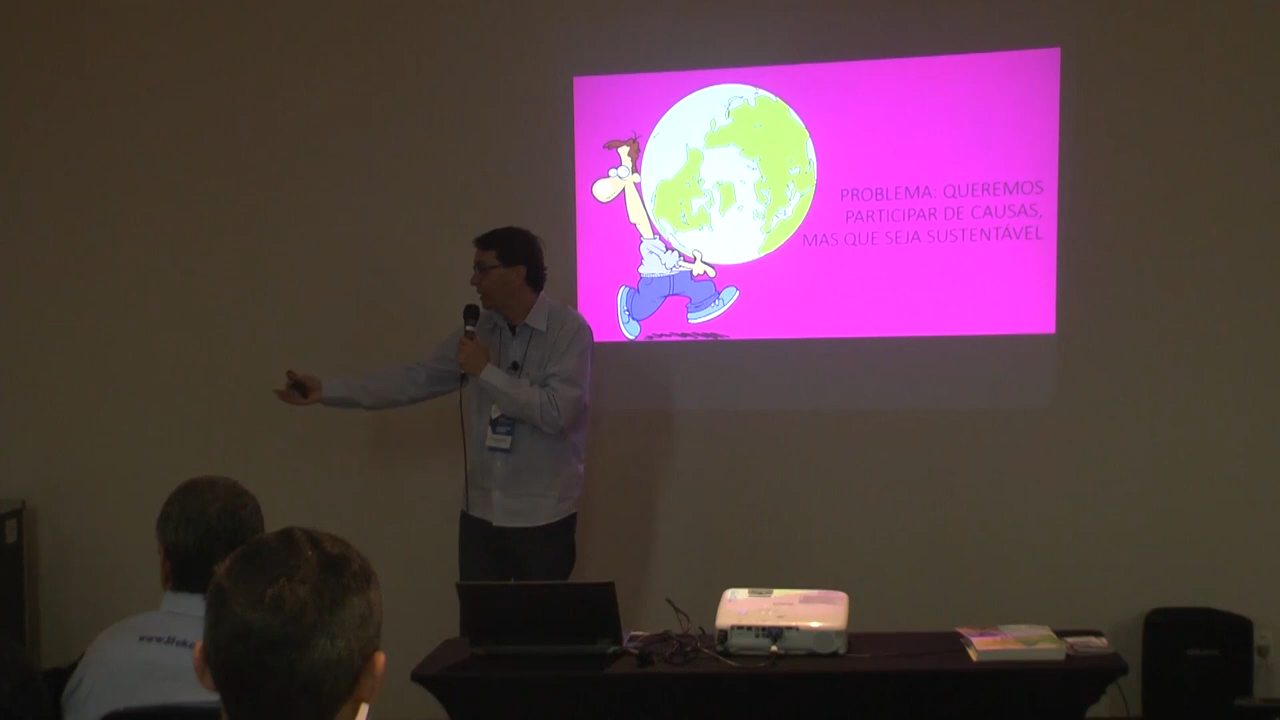 PROBLEMA: QUEREMOS
PARTICIPAR DE CAUSAS,
MAS QUE SEJA SUSTENTÁVEL